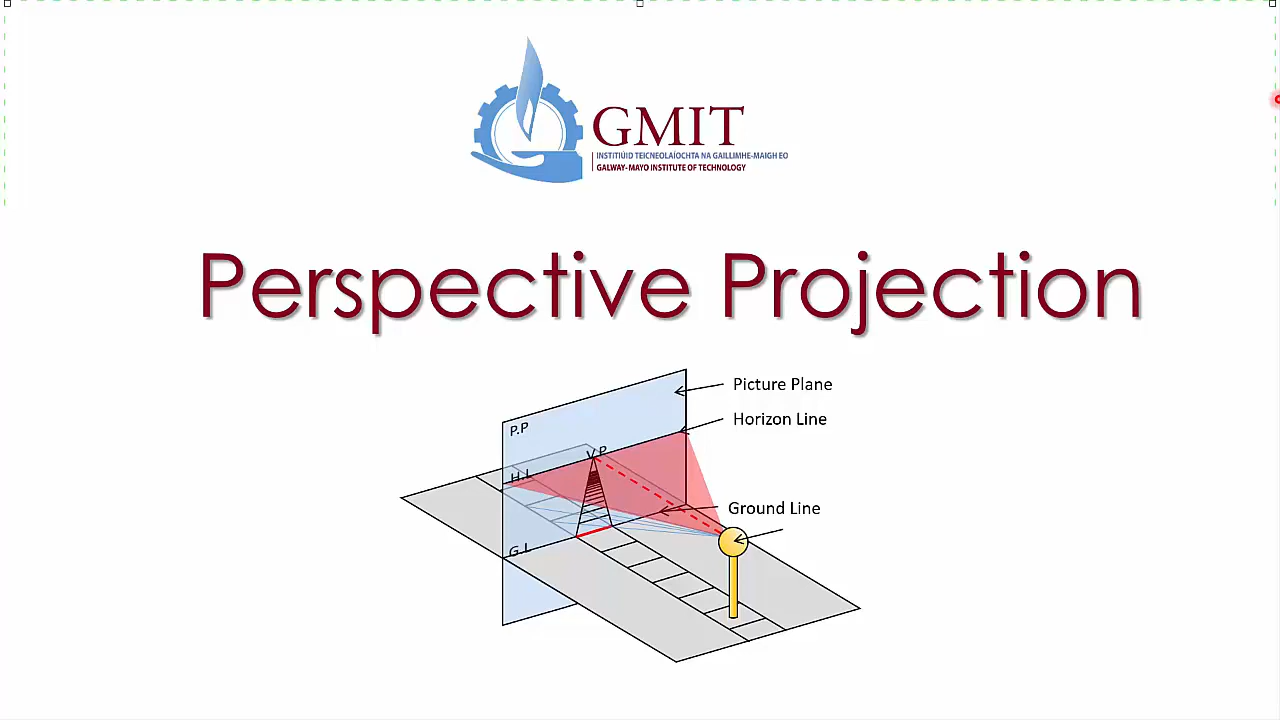 GMIT
INSTITIÚID TEICNEOLAÍOCHTA NA GAILLIMHE-MAIGH EO
GALWAY-MAYO INSTITUTE OF TECHNOLOGY
Perspective Projection
Picture Plane
Horizon Line
P.P
V.P
H.L
Ground Line
G.L